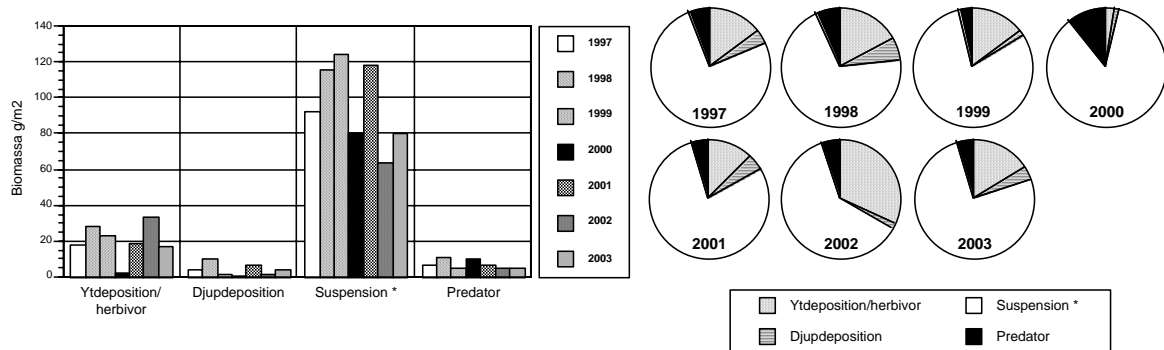 140
120
100
80
60
40
20
0
Biomassa g/m2
Ytdeposition/
herbivor
Djupdeposition
Suspension *
Predator
1997
1998
1999
2000
2001
2002
2003
1997
1998
1999
2000
2001
2002
2003
Ytdeposition/herbivor
Suspension *
Djupdeposition
Predator